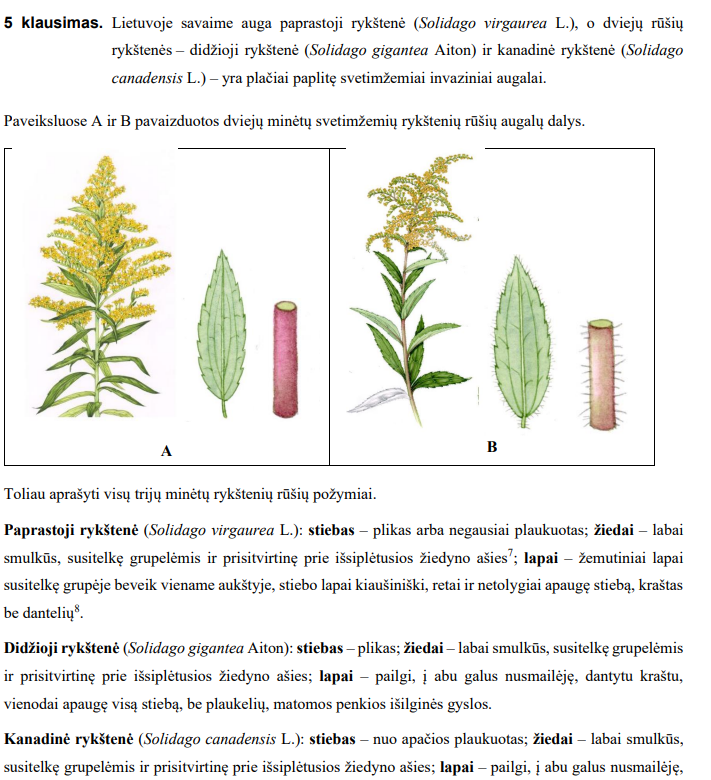 5 klausimas. Lietuvoje savaime auga paprastoji rykštenė (Solidago virgaurea L.), o dviejų rūšių
rykštenės – didžioji rykštenė (Solidago gigantea Aiton) ir kanadinė rykštenė (Solidago
canadensis L.) – yra plačiai paplitę svetimžemiai invaziniai augalai.
Paveiksluose A ir B pavaizduotos dviejų minėtų svetimžemių rykštenių rūšių augalų dalys.
A
B
Toliau aprašyti visų trijų minėtų rykštenių rūšių požymiai.
Paprastoji rykštenė (Solidago virgaurea L.): stiebas – plikas arba negausiai plaukuotas; žiedai – labai
smulkūs, susitelkę grupelėmis ir prisitvirtinę prie išsiplėtusios žiedyno ašies⁷; lapai – žemutiniai lapai
susitelkę grupėje beveik viename aukštyje, stiebo lapai kiaušiniški, retai ir netolygiai apaugę stiebą, kraštas
be dantelių⁸.
Didžioji rykštenė (Solidago gigantea Aiton): stiebas – plikas; žiedai – labai smulkūs, susitelkę grupelėmis
ir prisitvirtinę prie išsiplėtusios žiedyno ašies; lapai – pailgi, į abu galus nusmailėję, dantytu kraštu,
vienodai apaugę visą stiebą, be plaukelių, matomos penkios išilginės gyslos.
Kanadinė rykštenė (Solidago canadensis L.): stiebas – nuo apačios plaukuotas; žiedai – labai smulkūs,
susitelkę grupelėmis ir prisitvirtinę prie išsiplėtusios žiedyno ašies; lapai – pailgi, į abu galus nusmailėję,